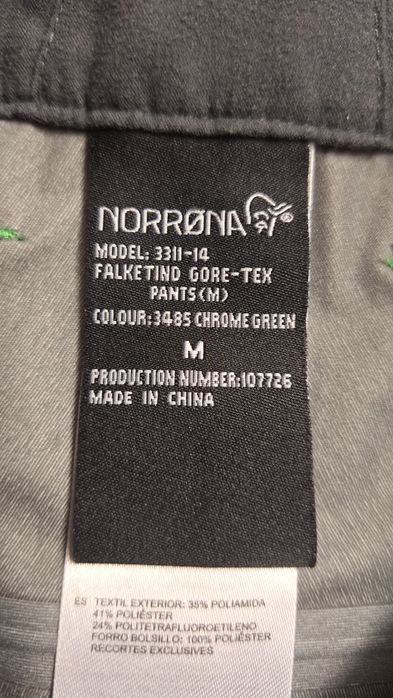 NORRØNA ®
MODEL: 3311-14
FALKETIND GORE-TEX
PANTS(M)
COLOUR:3485 CHROME GREEN
M
PRODUCTION NUMBER:107726
MADE IN CHINA
ES TEXTIL EXTERIOR: 35% POLIAMIDA
41% POLIÉSTER
24% POLITETRAFLUOROETILENO
FORRO BOLSILLO: 100% POLIÉSTER
RECORTES EXCLUSIVES